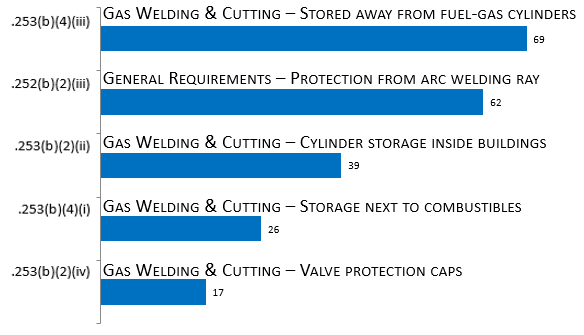 .253(b)(4)(iii) Gas Welding & Cutting – Stored away from fuel-gas cylinders
69
.252(b)(2)(iii) General Requirements – Protection from arc welding ray
62
.253(b)(2)(ii) Gas Welding & Cutting – Cylinder storage inside buildings
39
.253(b)(4)(i) Gas Welding & Cutting – Storage next to combustibles
26
.253(b)(2)(iv) Gas Welding & Cutting – Valve protection caps
17